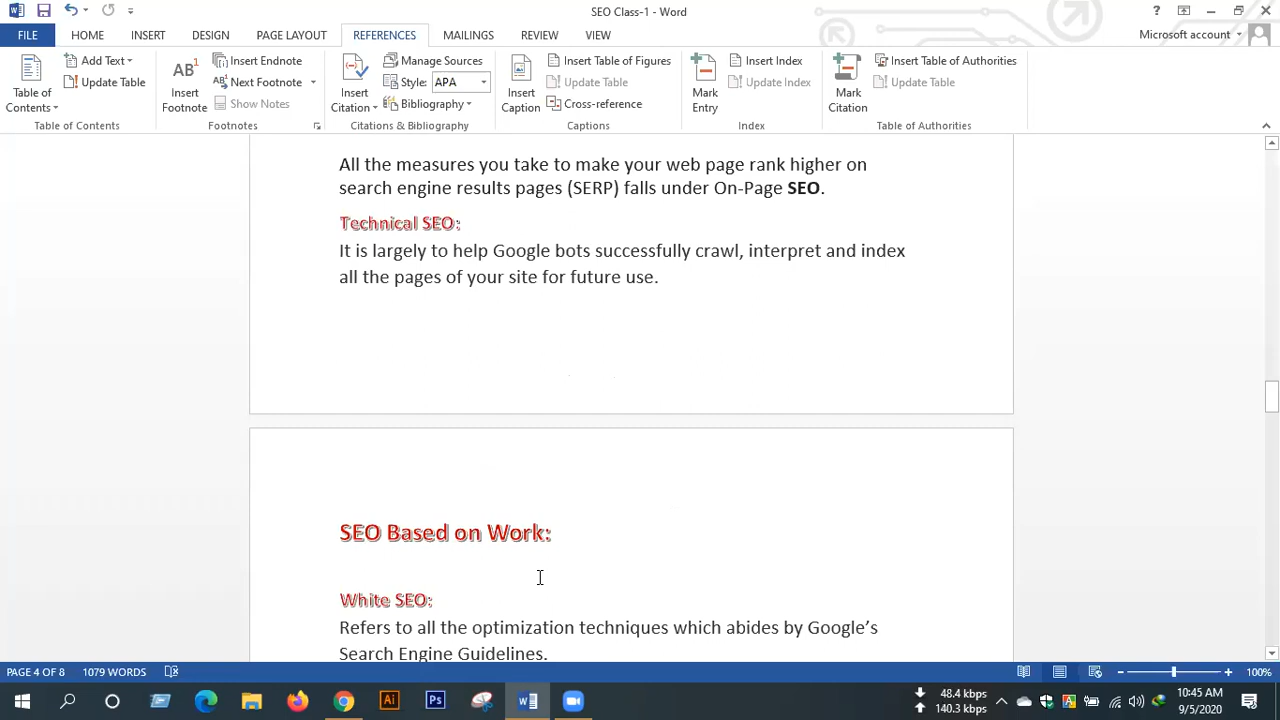 SEO Class-1 - Word
FILE HOME INSERT DESIGN PAGE LAYOUT REFERENCES MAILINGS REVIEW VIEW Microsoft account
Table of Contents
Add Text
Update Table
Table of Contents
AB1
Insert Footnote
Insert Endnote
AB1 Next Footnote
Show Notes
Footnotes
Insert Citation
Manage Sources
Style: APA
Bibliography
Citations & Bibliography
Insert Caption
Insert Table of Figures
Update Table
Cross-reference
Captions
Mark Entry
Insert Index
Update Index
Index
Mark Citation
Insert Table of Authorities
Update Table
Table of Authorities
All the measures you take to make your web page rank higher on
search engine results pages (SERP) falls under On-Page SEO.
Technical SEO:
It is largely to help Google bots successfully crawl, interpret and index
all the pages of your site for future use.
SEO Based on Work:
White SEO:
Refers to all the optimization techniques which abides by Google’s
Search Engine Guidelines.
PAGE 4 OF 8 1079 WORDS 100%
Ai Ps 48.4 kbps 10:45 AM
140.3 kbps 9/5/2020